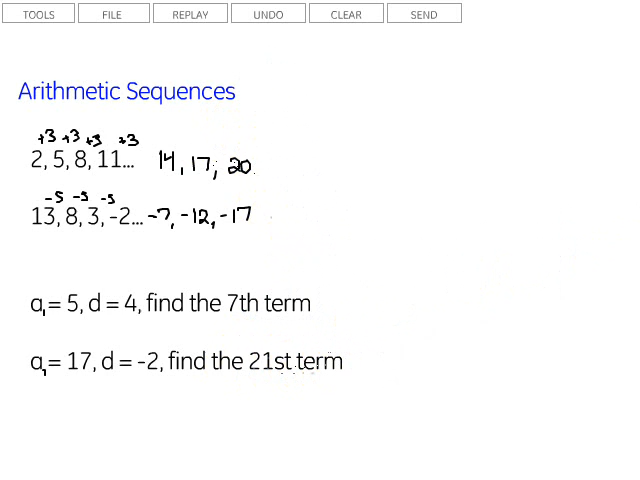 TOOLS FILE REPLAY UNDO CLEAR SEND
Arithmetic Sequences
+3 +3 +3 +3
2, 5, 8, 11... 14, 17, 20
-5 -5 -5
13, 8, 3, -2... -7, -12, -17
a₁ = 5, d = 4, find the 7th term
a₁ = 17, d = -2, find the 21st term